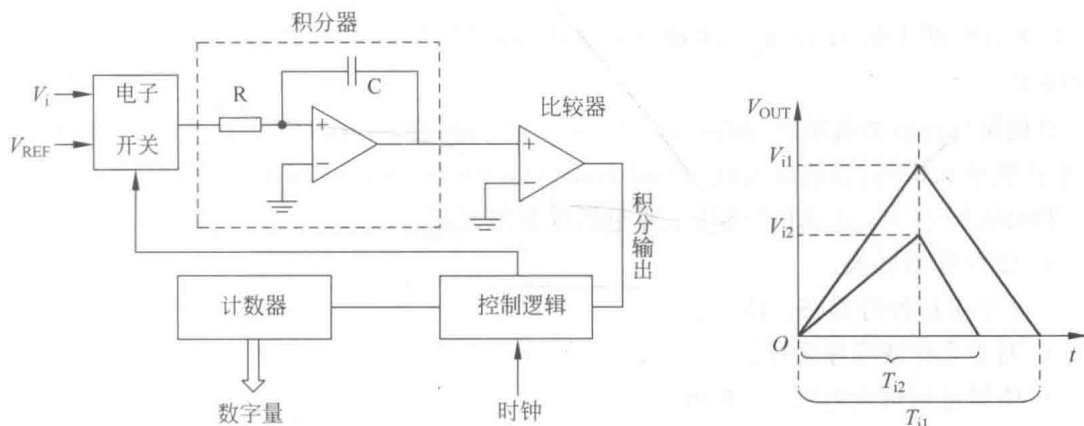 积分器
V_i
V_REF
电子
开关
R
C
+
−
比较器
+
−
积分输出
计数器
控制逻辑
数字量
时钟
V_OUT
V_i1
V_i2
O
t
T_i2
T_i1